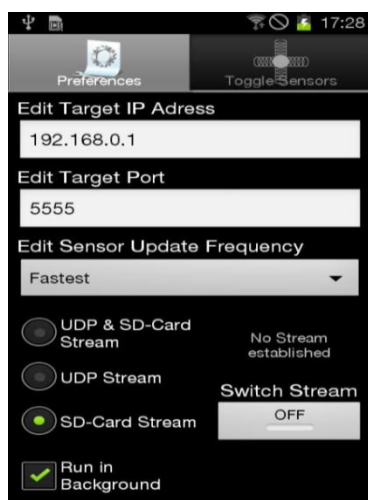 17:28
Preferences
Toggle Sensors
Edit Target IP Adress
192.168.0.1
Edit Target Port
5555
Edit Sensor Update Frequency
Fastest
UDP & SD-Card
Stream
No Stream
established
UDP Stream
Switch Stream
SD-Card Stream
OFF
Run in
Background